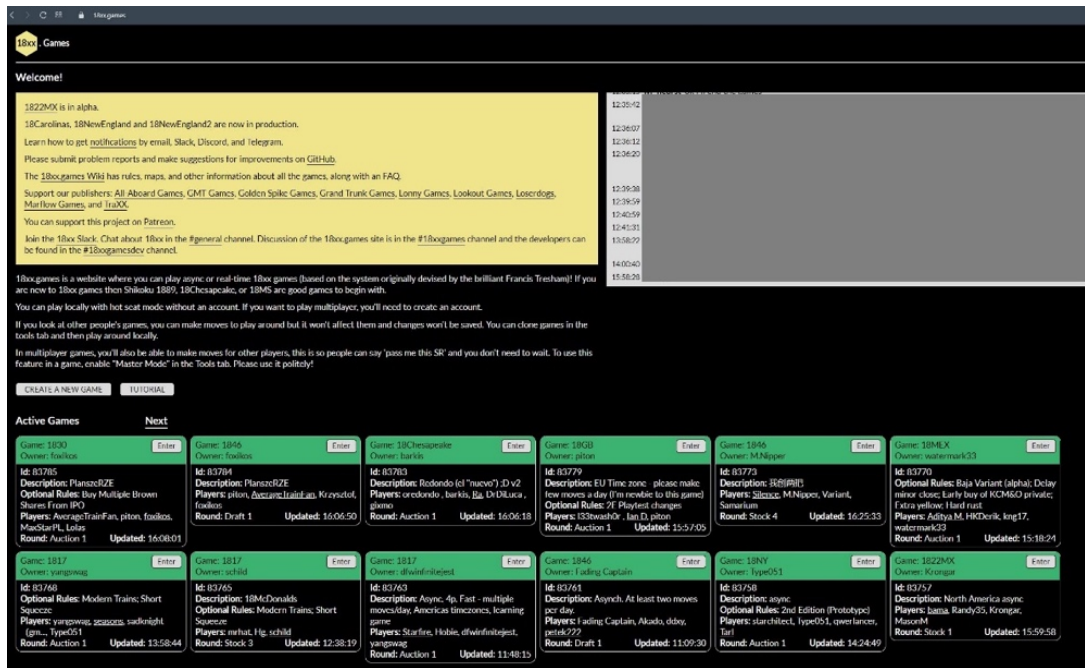 18xx.games
18xx . Games
Welcome!
1822MX is in alpha.
18Carolinas, 18NewEngland and 18NewEngland2 are now in production.
Learn how to get notifications by email, Slack, Discord, and Telegram.
Please submit problem reports and make suggestions for improvements on GitHub.
The 18xx.games Wiki has rules, maps, and other information about all the games, along with an FAQ.
Support our publishers: All-Aboard Games, GMT Games, Golden Spike Games, Grand Trunk Games, Lonny Games, Lookout Games, Loserdogs,
Marflow Games, and TraXX.
You can support this project on Patreon.
Join the 18xx Slack. Chat about 18xx in the #general channel. Discussion of the 18xx.games site is in the #18xxgames channel and the developers can
be found in the #18xxgamesdev channel.
12:35:42
12:36:07
12:36:12
12:36:20
12:39:38
12:39:59
12:40:59
12:41:31
13:58:22
14:00:40
15:58:28
18xx.games is a website where you can play async or real-time 18xx games (based on the system originally devised by the brilliant Francis Tresham)! If you
are new to 18xx games then Shikoku 1889, 18Chesapeake, or 18MS are good games to begin with.
You can play locally with hot seat mode without an account. If you want to play multiplayer, you'll need to create an account.
If you look at other people's games, you can make moves to play around but it won't affect them and changes won't be saved. You can clone games in the
tools tab and then play around locally.
In multiplayer games, you'll also be able to make moves for other players, this is so people can say 'pass me this SR' and you don't need to wait. To use this
feature in a game, enable "Master Mode" in the Tools tab. Please use it politely!
CREATE A NEW GAME TUTORIAL
Active Games Next
Game: 1830 Enter
Owner: foxikos
Id: 83785
Description: PlanszeRZE
Optional Rules: Buy Multiple Brown
Shares From IPO
Players: AverageTrainFan, piton, foxikos,
MaxStarPL, Lolas
Round: Auction 1 Updated: 16:08:01
Game: 1846 Enter
Owner: foxikos
Id: 83784
Description: PlanszeRZE
Players: piton, AverageTrainFan, Krzysztof,
foxikos
Round: Draft 1 Updated: 16:06:50
Game: 18Chesapeake Enter
Owner: barkis
Id: 83783
Description: Redondo (el "nuevo") :D v2
Players: oredondo , barkis, Ra, DrDiLuca ,
gixmo
Round: Auction 1 Updated: 16:06:18
Game: 18GB Enter
Owner: piton
Id: 83779
Description: EU Time zone - please make
few moves a day (I'm newbie to this game)
Optional Rules: 2E Playtest changes
Players: l33twash0r , Ian D, piton
Round: Auction 1 Updated: 15:57:05
Game: 1846 Enter
Owner: M.Nipper
Id: 83773
Description: 我创两把
Players: Silence, M.Nipper, Variant,
Samarium
Round: Stock 4 Updated: 16:25:33
Game: 18MEX Enter
Owner: watermark33
Id: 83770
Optional Rules: Baja Variant (alpha); Delay
minor close; Early buy of KCM&O private;
Extra yellow; Hard rust
Players: Aditya M, HKDerik, kng17,
watermark33
Round: Auction 1 Updated: 15:18:24
Game: 1817 Enter
Owner: yangswag
Id: 83768
Optional Rules: Modern Trains; Short
Squeeze
Players: yangswag, seasons, sadknight
(gm..., Type051
Round: Auction 1 Updated: 13:58:44
Game: 1817 Enter
Owner: schild
Id: 83765
Description: 18McDonalds
Optional Rules: Modern Trains; Short
Squeeze
Players: mrhat, Hg, schild
Round: Stock 3 Updated: 12:38:19
Game: 1817 Enter
Owner: dfwinfinitejest
Id: 83763
Description: Async, 4p, Fast - multiple
moves/day, Americas timezones, learning
game
Players: Starfire, Hobie, dfwinfinitejest,
yangswag
Round: Auction 1 Updated: 11:48:15
Game: 1846 Enter
Owner: Fading Captain
Id: 83761
Description: Asynch. At least two moves
per day.
Players: Fading Captain, Akado, ddxy,
petek222
Round: Draft 1 Updated: 11:09:30
Game: 18NY Enter
Owner: Type051
Id: 83758
Description: async
Optional Rules: 2nd Edition (Prototype)
Players: starchitect, Type051, qwerlancer,
Tarl
Round: Auction 1 Updated: 14:24:49
Game: 1822MX Enter
Owner: Krongar
Id: 83757
Description: North America async
Players: bama, Randy35, Krongar,
MasonM
Round: Stock 1 Updated: 15:59:58